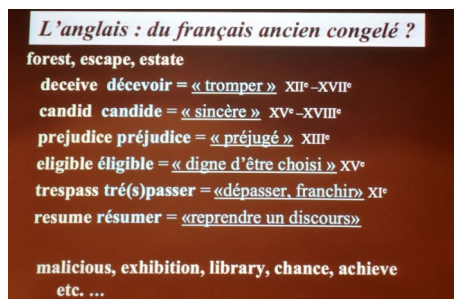 L'anglais : du français ancien congelé ?
forest, escape, estate
deceive décevoir = « tromper » XIIᵉ –XVIIᵉ
candid candide = « sincère » XVᵉ –XVIIIᵉ
prejudice préjudice = « préjugé » XIIIᵉ
eligible éligible = « digne d'être choisi » XVᵉ
trespass tré(s)passer = «dépasser, franchir» XIᵉ
resume résumer = «reprendre un discours»
malicious, exhibition, library, chance, achieve
etc. ...